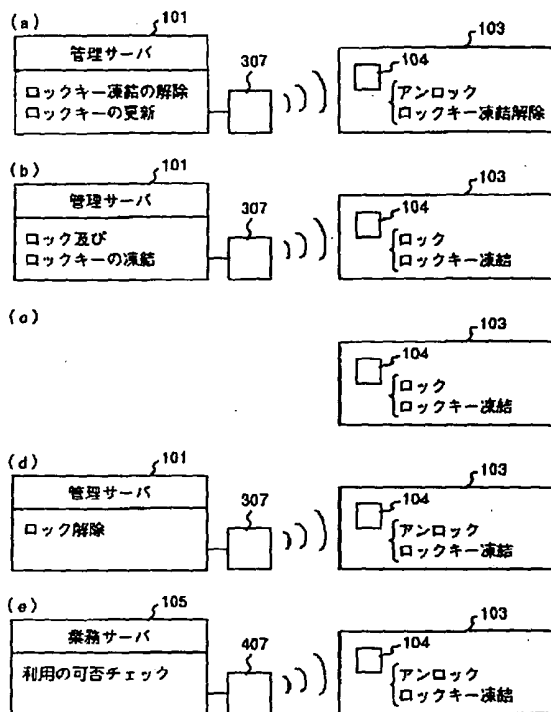 (a)
101
管理サーバ
ロックキー凍結の解除
ロックキーの更新
307
103
104
アンロック
ロックキー凍結解除
(b)
101
管理サーバ
ロック及び
ロックキーの凍結
307
103
104
ロック
ロックキー凍結
(c)
103
104
ロック
ロックキー凍結
(d)
101
管理サーバ
ロック解除
307
103
104
アンロック
ロックキー凍結
(e)
105
業務サーバ
利用の可否チェック
407
103
104
アンロック
ロックキー凍結